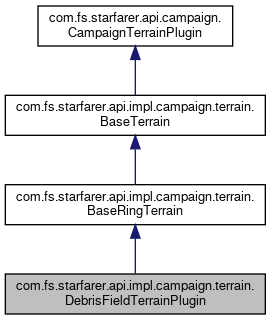 com.fs.starfarer.api.campaign.
CampaignTerrainPlugin
com.fs.starfarer.api.impl.campaign.terrain.
BaseTerrain
com.fs.starfarer.api.impl.campaign.terrain.
BaseRingTerrain
com.fs.starfarer.api.impl.campaign.terrain.
DebrisFieldTerrainPlugin